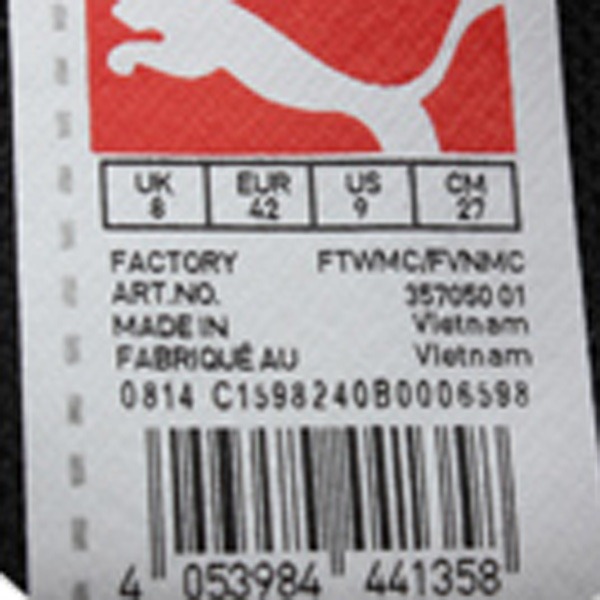 UK EUR US CM
8 42 9 27
FACTORY FTWMC/FVNMC
ART.NO. 357050 01
MADE IN Vietnam
FABRIQUÉ AU Vietnam
0814 C1598240B0006598
4 053984 441358